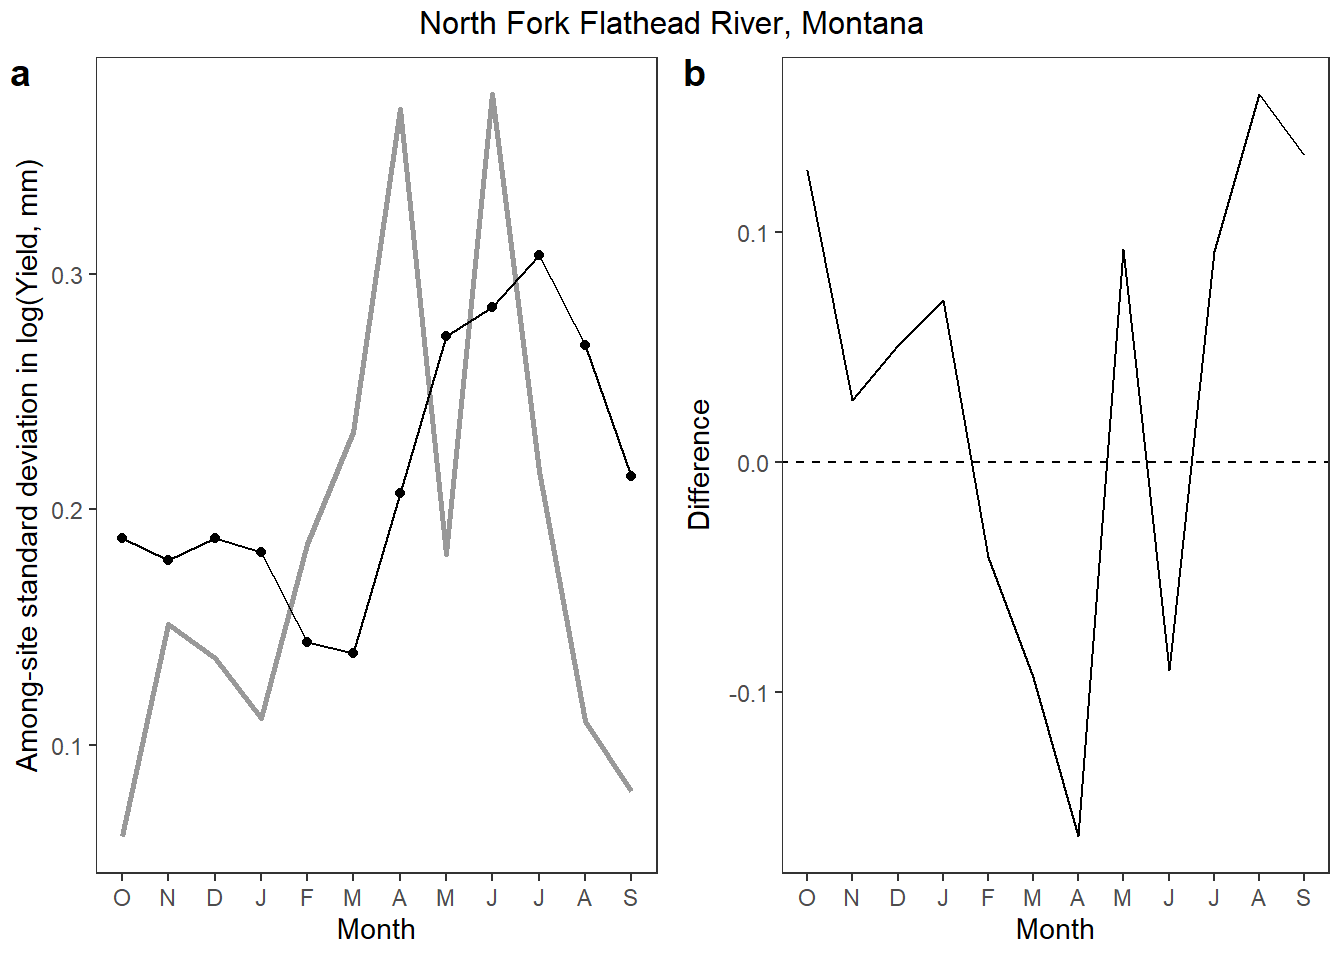 North Fork Flathead River, Montana
a
Among-site standard deviation in log(Yield, mm)
0.3
0.2
0.1
O N D J F M A M J J A S
Month
b
Difference
0.1
0.0
-0.1
O N D J F M A M J J A S
Month